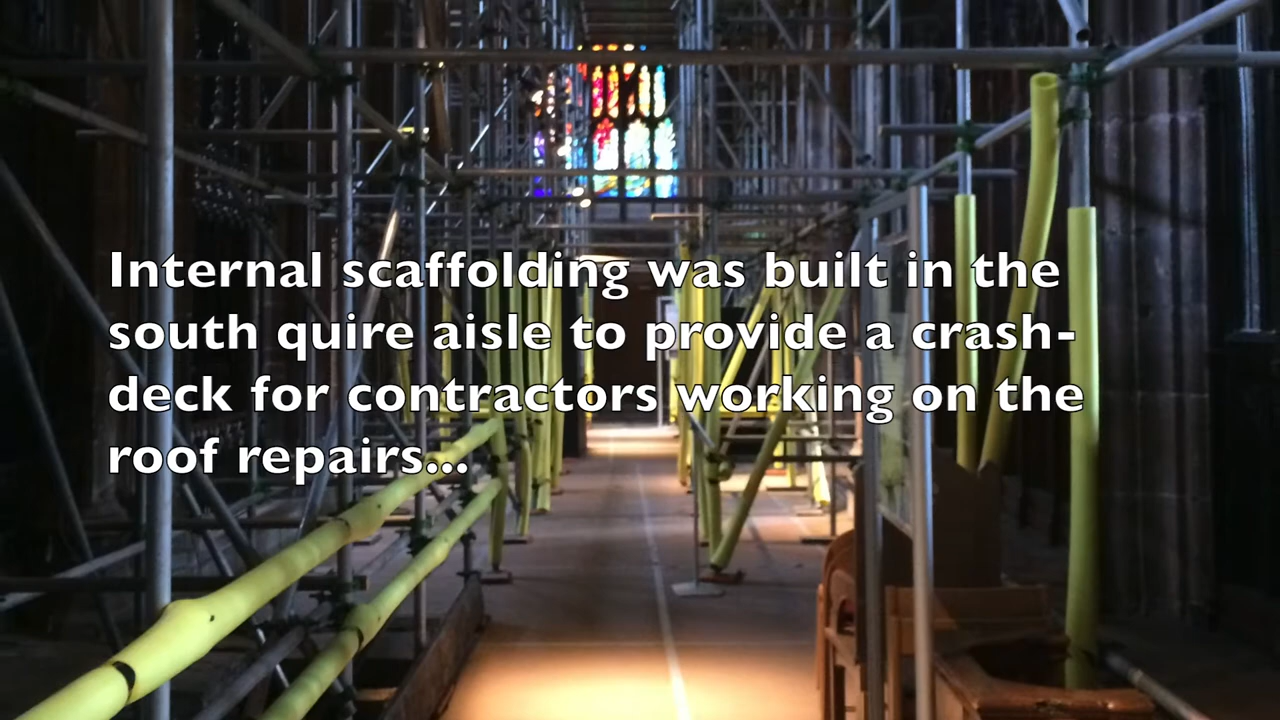 Internal scaffolding was built in the
south quire aisle to provide a crash-
deck for contractors working on the
roof repairs...